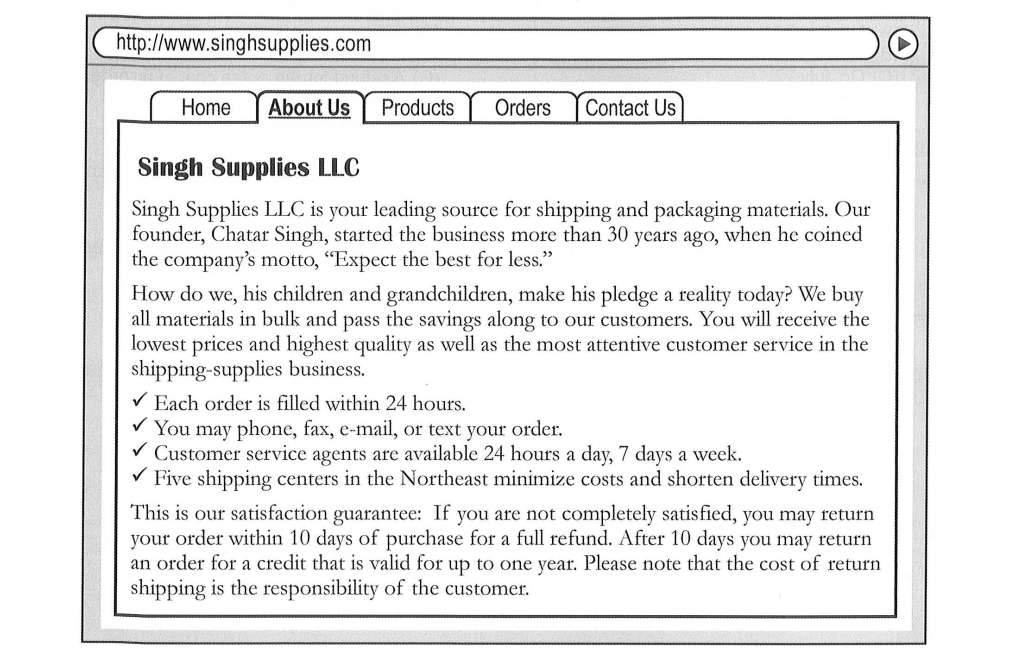 http://www.singhsupplies.com
Home About Us Products Orders Contact Us
Singh Supplies LLC
Singh Supplies LLC is your leading source for shipping and packaging materials. Our
founder, Chatar Singh, started the business more than 30 years ago, when he coined
the company's motto, “Expect the best for less.”
How do we, his children and grandchildren, make his pledge a reality today? We buy
all materials in bulk and pass the savings along to our customers. You will receive the
lowest prices and highest quality as well as the most attentive customer service in the
shipping-supplies business.
✓ Each order is filled within 24 hours.
✓ You may phone, fax, e-mail, or text your order.
✓ Customer service agents are available 24 hours a day, 7 days a week.
✓ Five shipping centers in the Northeast minimize costs and shorten delivery times.
This is our satisfaction guarantee: If you are not completely satisfied, you may return
your order within 10 days of purchase for a full refund. After 10 days you may return
an order for a credit that is valid for up to one year. Please note that the cost of return
shipping is the responsibility of the customer.